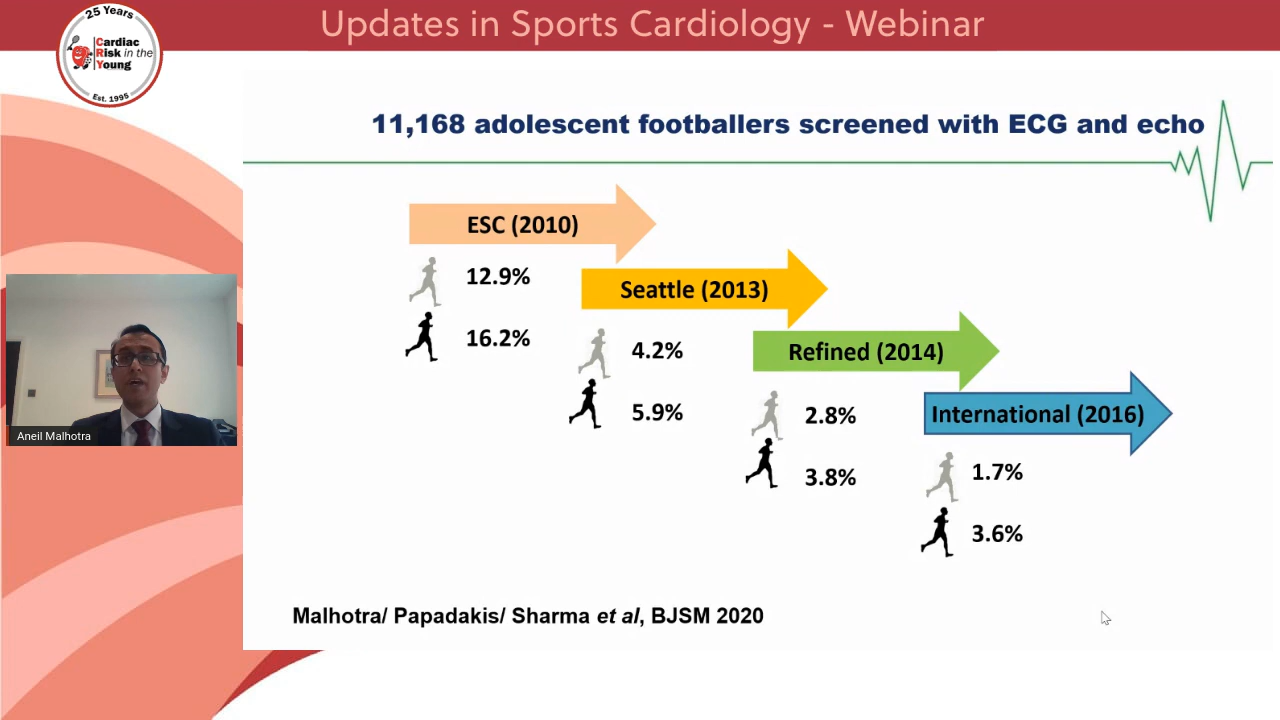 Updates in Sports Cardiology - Webinar
25 Years
Cardiac
Risk in the
Young
Est. 1995
11,168 adolescent footballers screened with ECG and echo
ESC (2010)
12.9%
16.2%
Seattle (2013)
4.2%
5.9%
Refined (2014)
2.8%
3.8%
International (2016)
1.7%
3.6%
Aneil Malhotra
Malhotra/ Papadakis/ Sharma et al, BJSM 2020